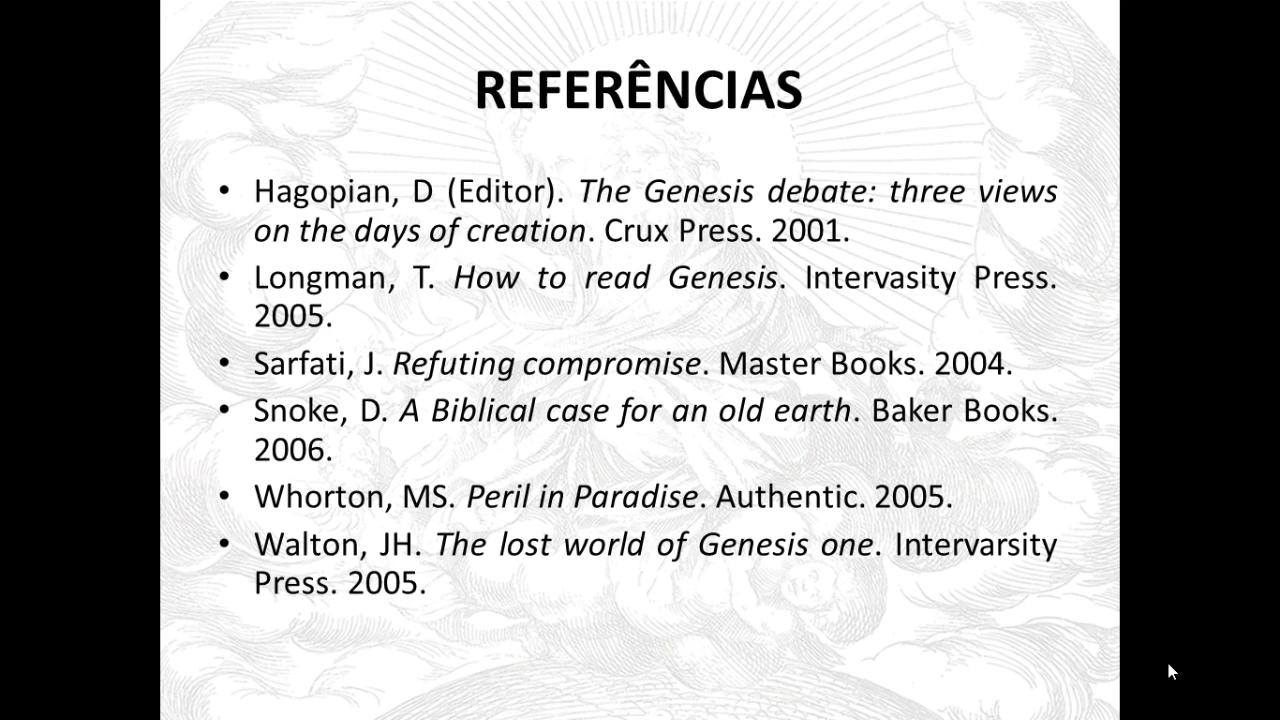 REFERÊNCIAS
• Hagopian, D (Editor). The Genesis debate: three views
on the days of creation. Crux Press. 2001.
• Longman, T. How to read Genesis. Intervasity Press.
2005.
• Sarfati, J. Refuting compromise. Master Books. 2004.
• Snoke, D. A Biblical case for an old earth. Baker Books.
2006.
• Whorton, MS. Peril in Paradise. Authentic. 2005.
• Walton, JH. The lost world of Genesis one. Intervarsity
Press. 2005.